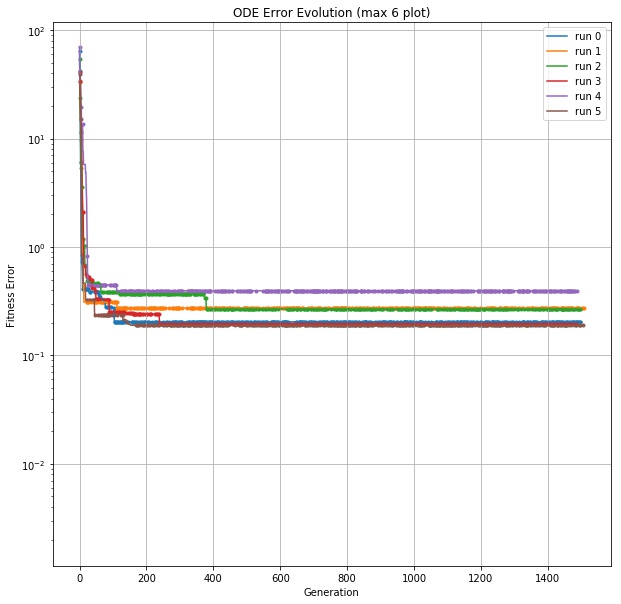 ODE Error Evolution (max 6 plot)
run 0
run 1
run 2
run 3
run 4
run 5
10²
10¹
10⁰
10⁻¹
10⁻²
Fitness Error
0 200 400 600 800 1000 1200 1400
Generation